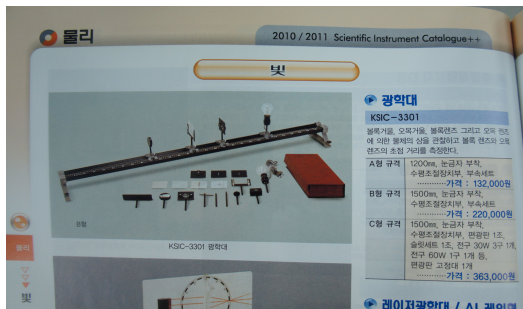 물리
2010 / 2011 Scientific Instrument Catalogue++
빛
광학대
KSIC-3301
볼록거울, 오목거울, 볼록렌즈 그리고 오목 렌즈
에 의한 물체의 상을 관찰하고 볼록 렌즈와 오목
렌즈의 초점 거리를 측정한다.
A형 규격 1200㎜, 눈금자 부착,
수평조절장치부, 부속세트
············가격 : 132,000원
B형 규격 1500㎜, 눈금자 부착,
수평조절장치부, 부속세트
············가격 : 220,000원
C형 규격 1500㎜, 눈금자 부착,
수평조절장치부, 편광판 1조,
슬릿세트 1조, 전구 30W 3구 1개,
전구 60W 1구 1개 등,
편광판 고정대 1개
············가격 : 363,000원
KSIC-3301 광학대
물리
빛
레이저광학대 /